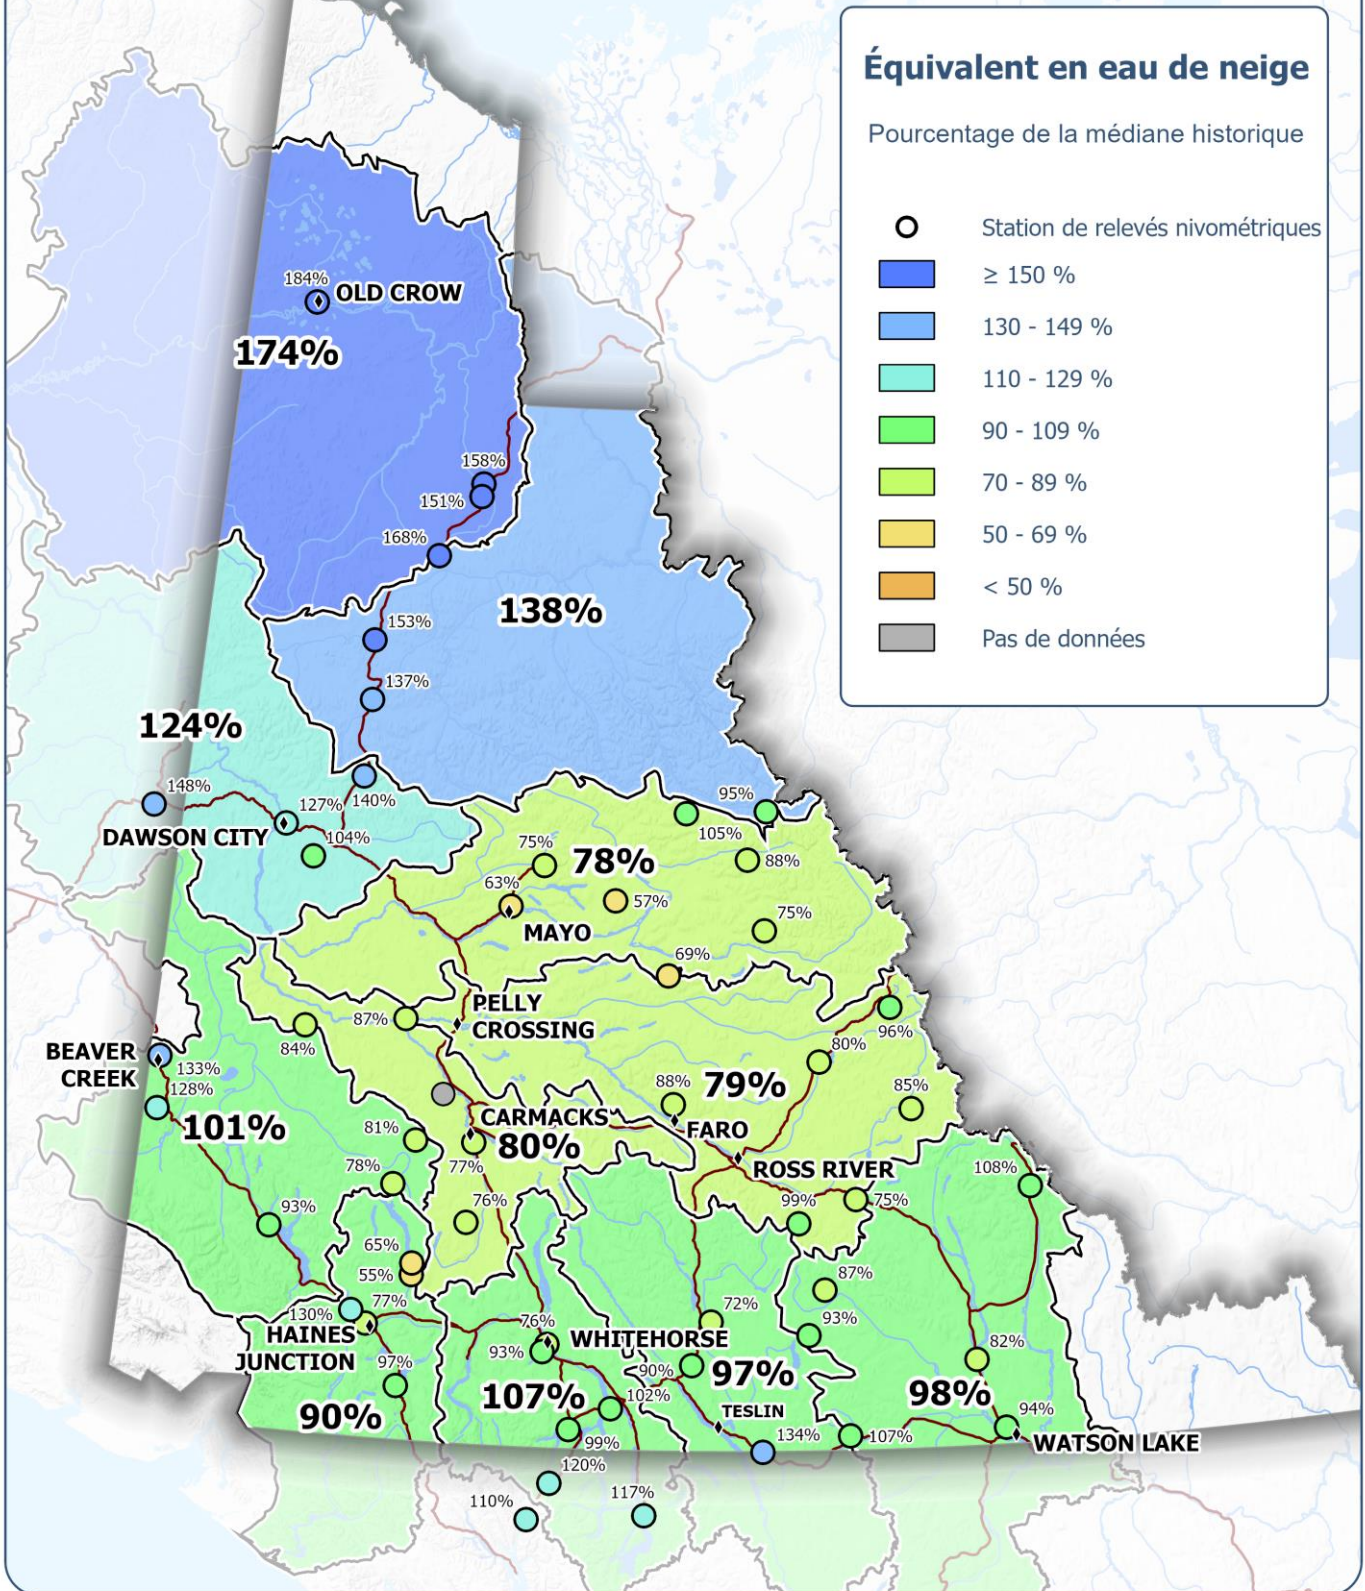 Équivalent en eau de neige
Pourcentage de la médiane historique
Station de relevés nivométriques
≥ 150 %
130 - 149 %
110 - 129 %
90 - 109 %
70 - 89 %
50 - 69 %
< 50 %
Pas de données
184%
OLD CROW
174%
158%
151%
168%
138%
153%
137%
124%
148%
127%
140%
DAWSON CITY
104%
95%
105%
75%
78%
88%
63%
57%
MAYO
75%
69%
PELLY
CROSSING
87%
84%
96%
80%
BEAVER
CREEK
133%
128%
88%
79%
85%
101%
CARMACKS
FARO
81%
80%
77%
78%
ROSS RIVER
108%
76%
99%
75%
93%
65%
55%
87%
130%
77%
HAINES
JUNCTION
76%
WHITEHORSE
72%
93%
93%
82%
97%
90%
97%
107%
102%
98%
90%
TESLIN
94%
99%
134%
107%
WATSON LAKE
120%
110%
117%